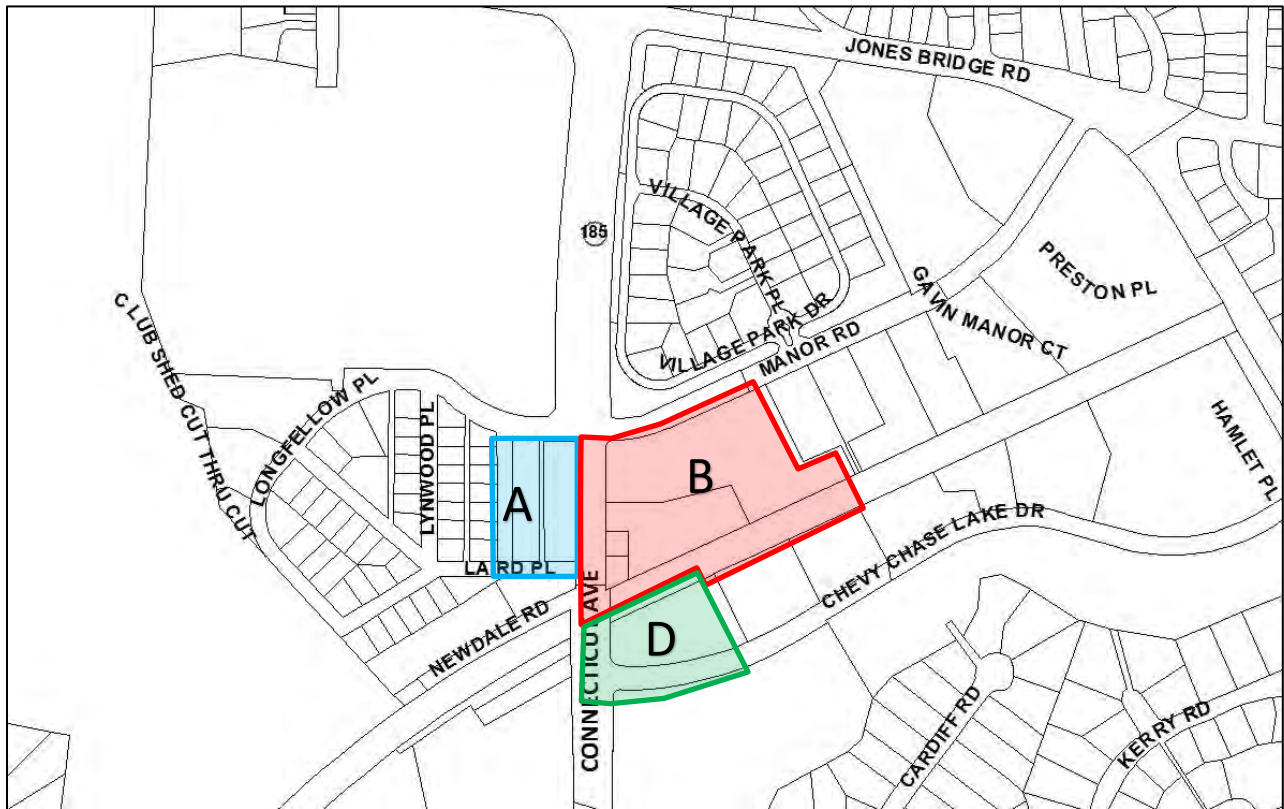 JONES BRIDGE RD
VILLAGE PARK PL
185
PRESTON PL
GAVIN MANOR CT
C LUB SHED CUT THRU CUT
VILLAGE PARK DR
MANOR RD
LONGFELLOW PL
LYNWOOD PL
HAMLET PL
A
B
CHEVY CHASE LAKE DR
LAIRD PL
NEWDALE RD
CONNECTICUT AVE
D
CARDIFF RD
KERRY RD